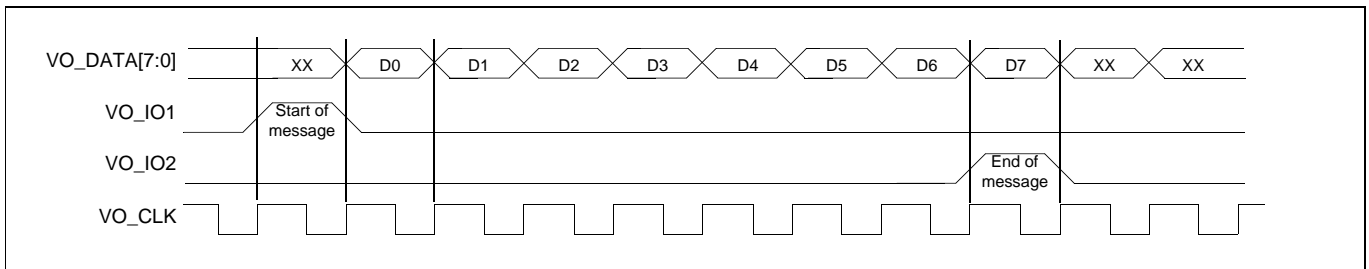 VO_DATA[7:0]
XX D0 D1 D2 D3 D4 D5 D6 D7 XX XX
VO_IO1
Start of
message
VO_IO2
End of
message
VO_CLK